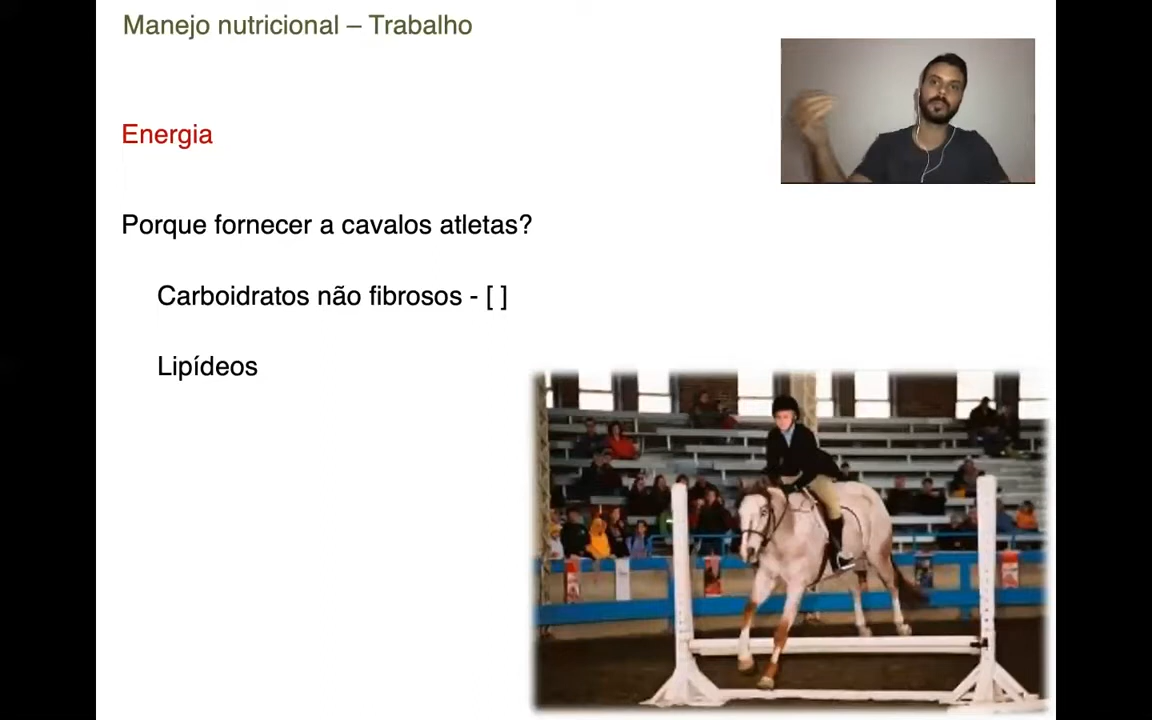 Manejo nutricional – Trabalho
Energia
Porque fornecer a cavalos atletas?
Carboidratos não fibrosos - [ ]
Lipídeos